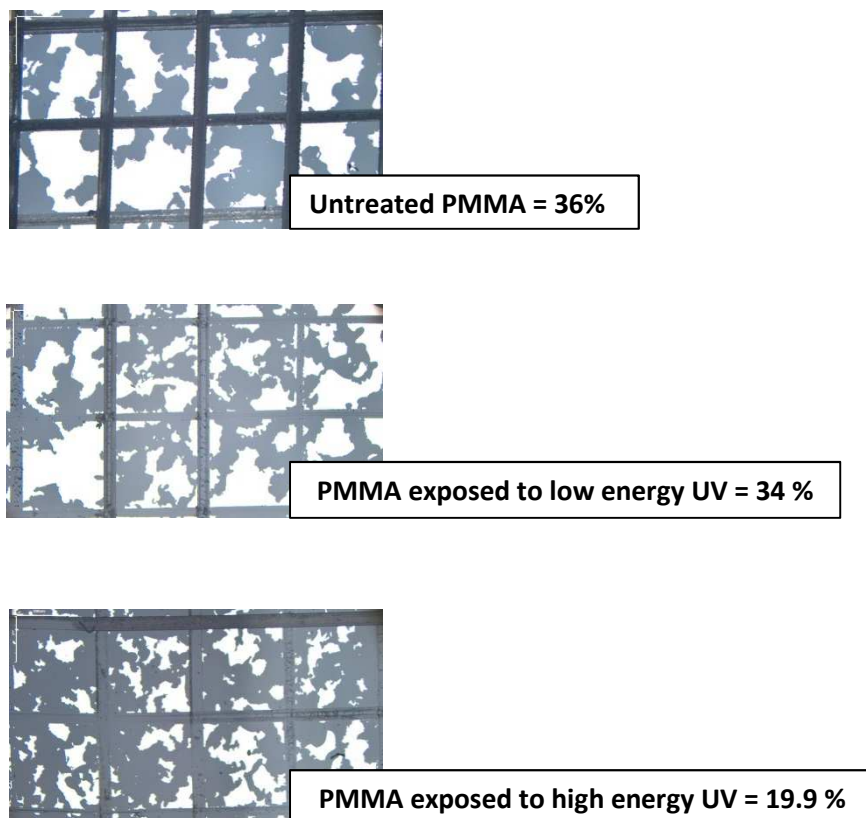 Untreated PMMA = 36%
PMMA exposed to low energy UV = 34 %
PMMA exposed to high energy UV = 19.9 %